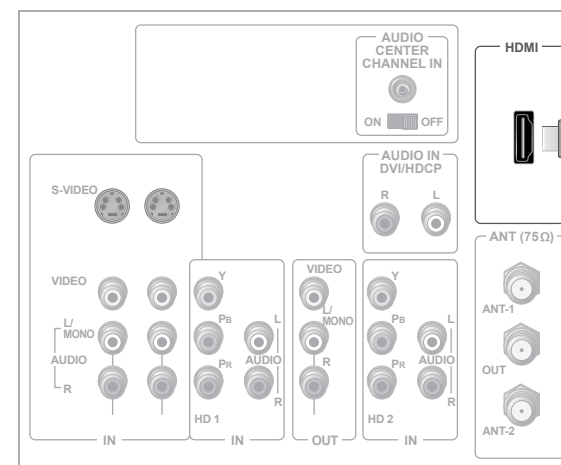 AUDIO
CENTER
CHANNEL IN
ON
OFF
HDMI
AUDIO IN
DVI/HDCP
R
L
S-VIDEO
ANT (75Ω)
VIDEO
Y
VIDEO
Y
ANT-1
L/
MONO
PB
L
L/
MONO
PB
L
AUDIO
PR
AUDIO
R
PR
AUDIO
OUT
R
R
R
HD 1
HD 2
ANT-2
IN
IN
OUT
IN